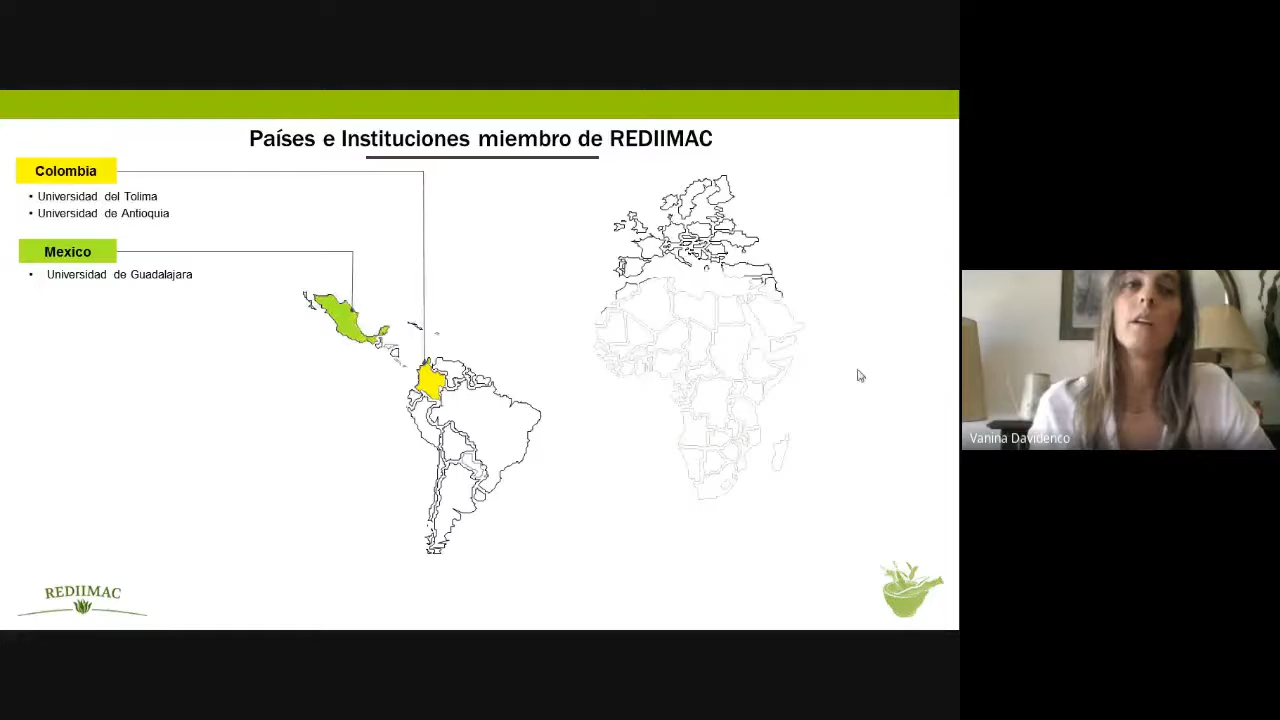 Países e Instituciones miembro de REDIIMAC
Colombia
• Universidad del Tolima
• Universidad de Antioquia
Mexico
• Universidad de Guadalajara
REDIIMAC
Vanina Davidenco